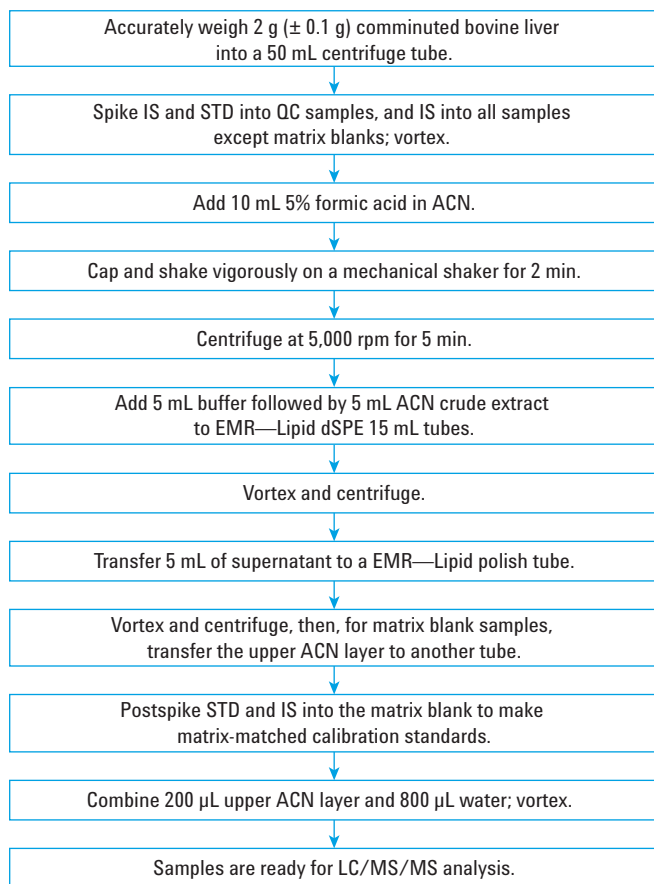 Accurately weigh 2 g (± 0.1 g) comminuted bovine liver
into a 50 mL centrifuge tube.
Spike IS and STD into QC samples, and IS into all samples
except matrix blanks; vortex.
Add 10 mL 5% formic acid in ACN.
Cap and shake vigorously on a mechanical shaker for 2 min.
Centrifuge at 5,000 rpm for 5 min.
Add 5 mL buffer followed by 5 mL ACN crude extract
to EMR—Lipid dSPE 15 mL tubes.
Vortex and centrifuge.
Transfer 5 mL of supernatant to a EMR—Lipid polish tube.
Vortex and centrifuge, then, for matrix blank samples,
transfer the upper ACN layer to another tube.
Postspike STD and IS into the matrix blank to make
matrix-matched calibration standards.
Combine 200 µL upper ACN layer and 800 µL water; vortex.
Samples are ready for LC/MS/MS analysis.